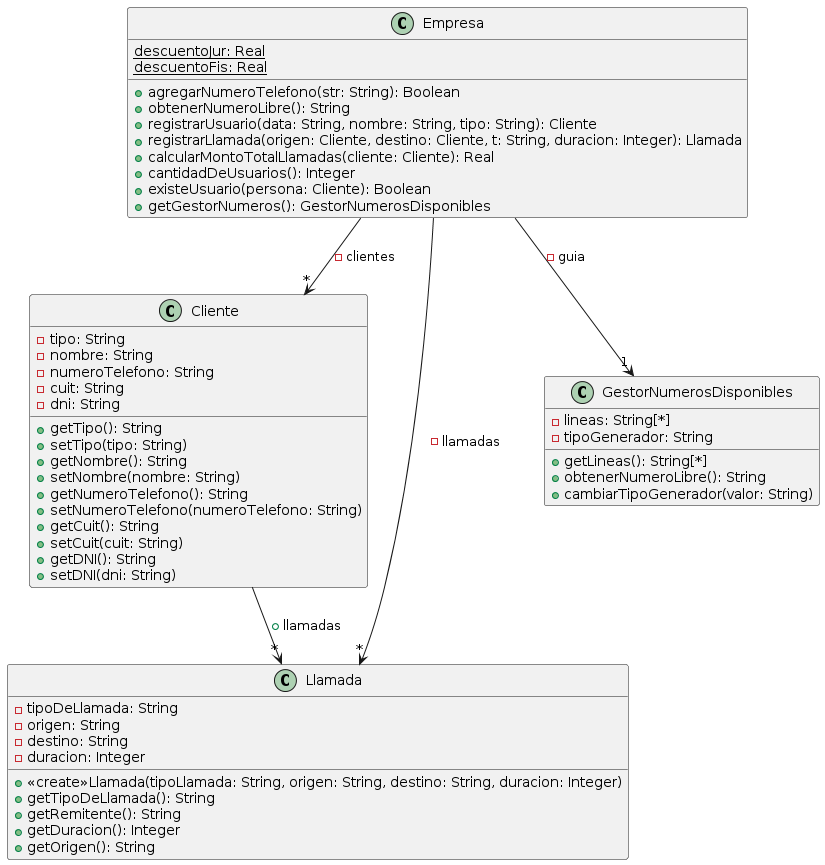 C Empresa
descuentoJur: Real
descuentoFis: Real
agregarNumeroTelefono(str: String): Boolean
obtenerNumeroLibre(): String
registrarUsuario(data: String, nombre: String, tipo: String): Cliente
registrarLlamada(origen: Cliente, destino: Cliente, t: String, duracion: Integer): Llamada
calcularMontoTotalLlamadas(cliente: Cliente): Real
cantidadDeUsuarios(): Integer
existeUsuario(persona: Cliente): Boolean
getGestorNumeros(): GestorNumerosDisponibles
clientes
*
guia
1
C Cliente
tipo: String
nombre: String
numeroTelefono: String
cuit: String
dni: String
getTipo(): String
setTipo(tipo: String)
getNombre(): String
setNombre(nombre: String)
getNumeroTelefono(): String
setNumeroTelefono(numeroTelefono: String)
getCuit(): String
setCuit(cuit: String)
getDNI(): String
setDNI(dni: String)
C GestorNumerosDisponibles
lineas: String[*]
tipoGenerador: String
getLineas(): String[*]
obtenerNumeroLibre(): String
cambiarTipoGenerador(valor: String)
llamadas
llamadas
*
*
C Llamada
tipoDeLlamada: String
origen: String
destino: String
duracion: Integer
«create»Llamada(tipoLlamada: String, origen: String, destino: String, duracion: Integer)
getTipoDeLlamada(): String
getRemitente(): String
getDuracion(): Integer
getOrigen(): String